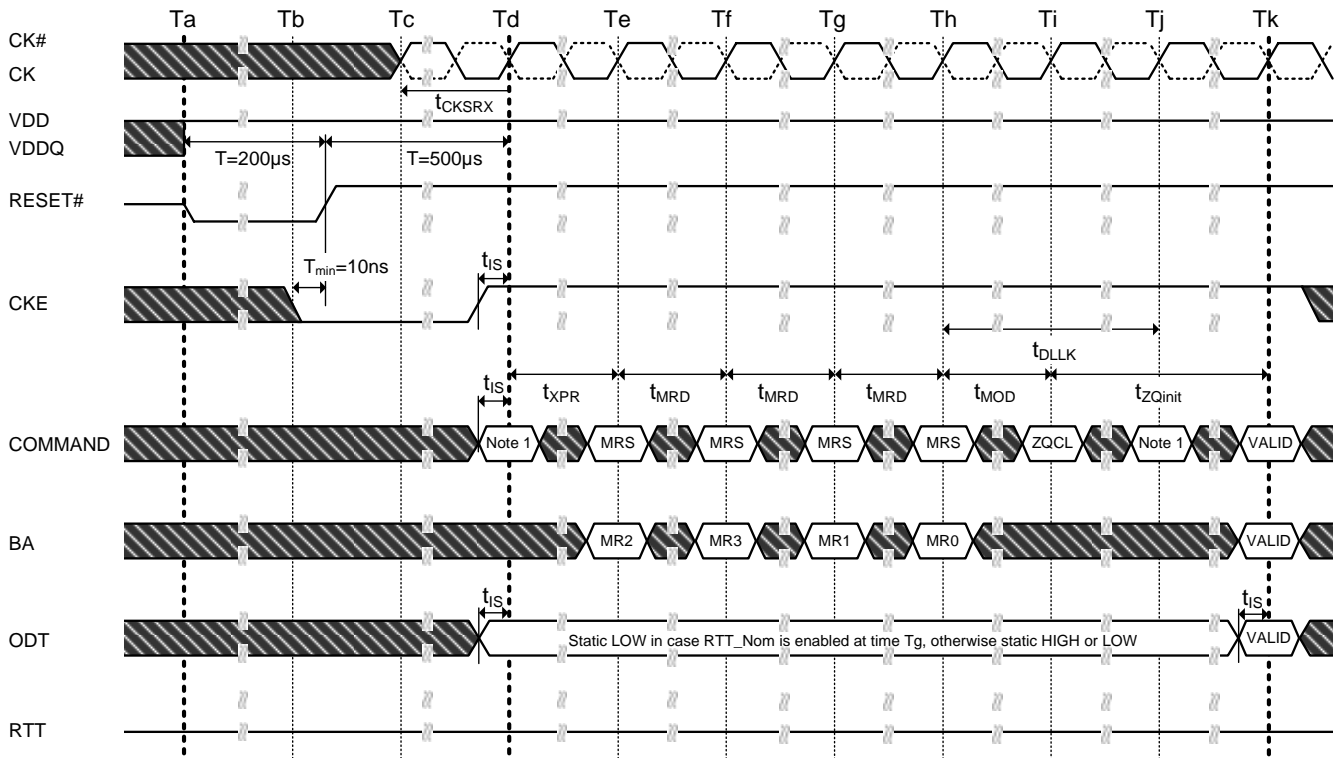 Ta Tb Tc Td Te Tf Tg Th Ti Tj Tk
CK#
CK
tCKSRX
VDD
VDDQ
T=200µs T=500µs
RESET#
Tmin=10ns tIS
CKE
tDLLK
tIS tXPR tMRD tMRD tMRD tMOD tZQinit
COMMAND Note 1 MRS MRS MRS MRS ZQCL Note 1 VALID
BA MR2 MR3 MR1 MR0 VALID
tIS tIS
ODT Static LOW in case RTT_Nom is enabled at time Tg, otherwise static HIGH or LOW VALID
RTT